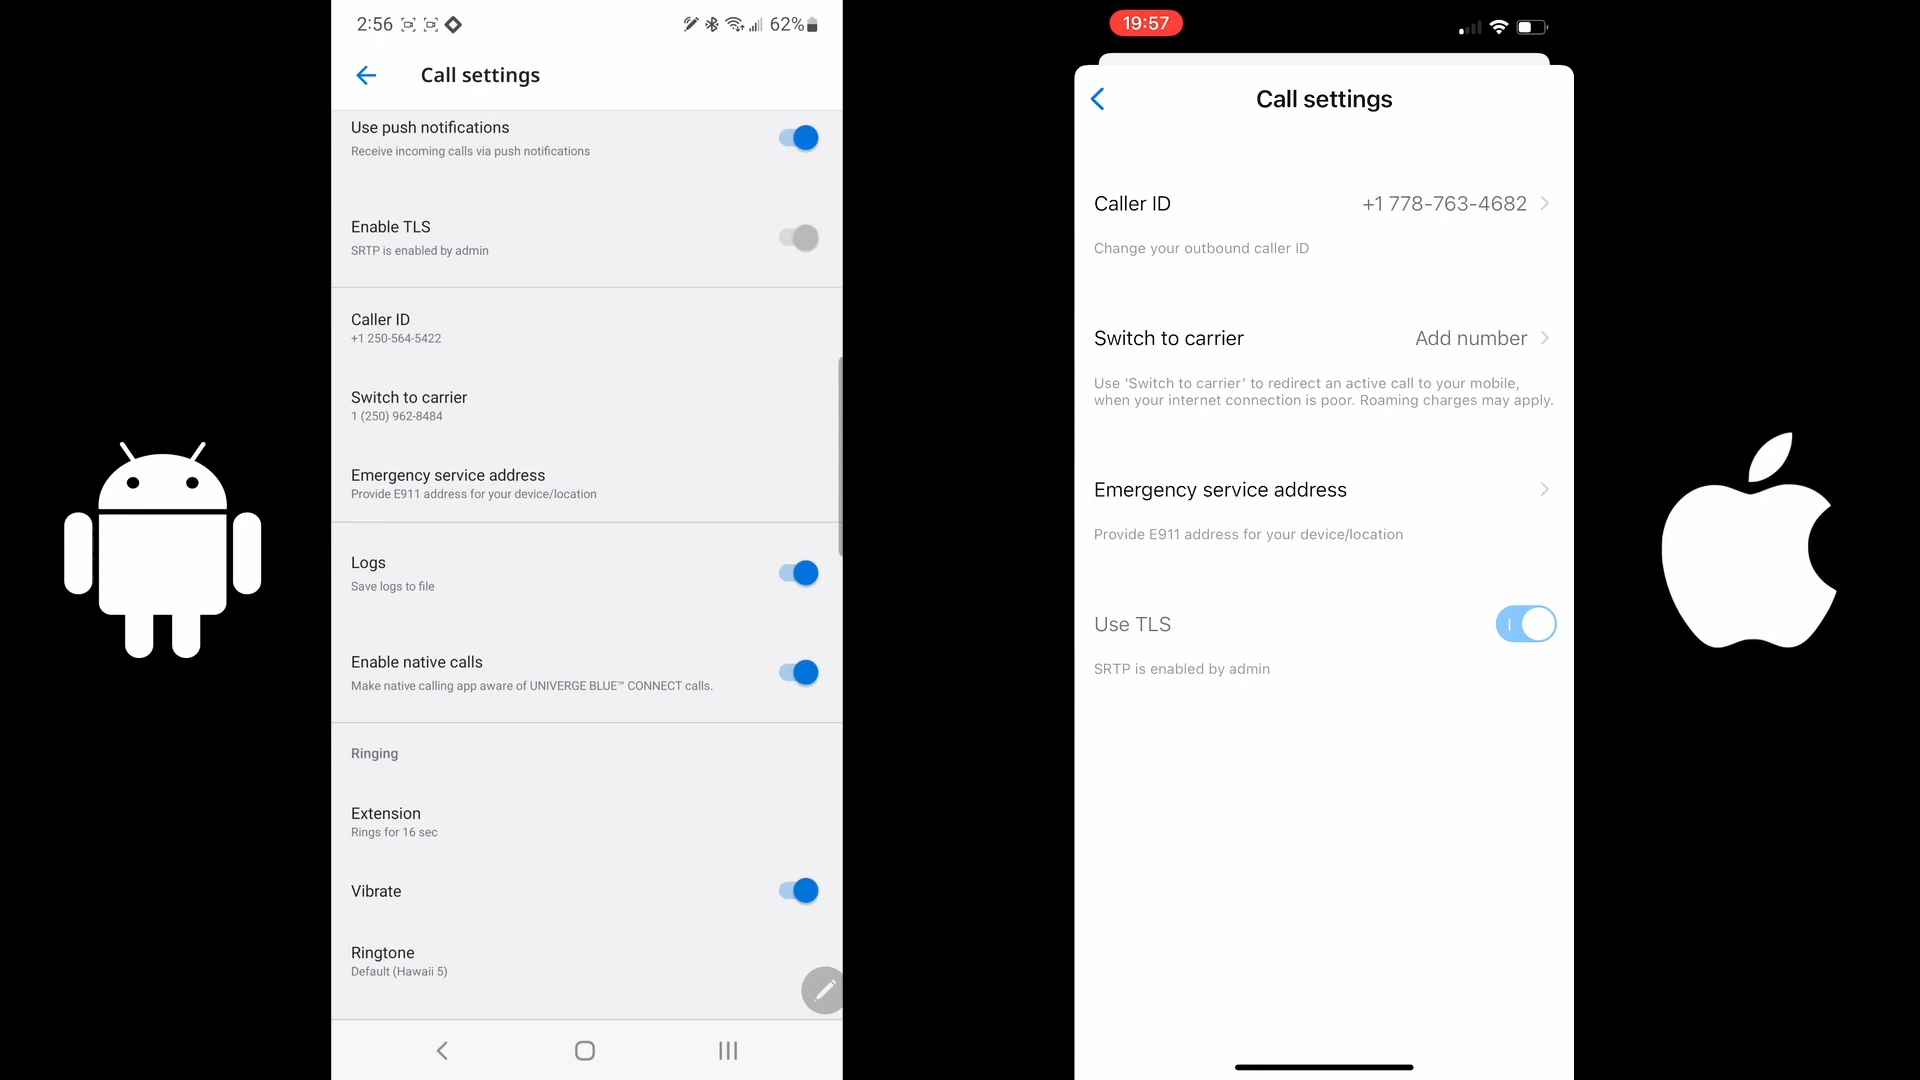 2:56
62%
Call settings
Use push notifications
Receive incoming calls via push notifications
Enable TLS
SRTP is enabled by admin
Caller ID
+1 250-564-5422
Switch to carrier
1 (250) 962-8484
Emergency service address
Provide E911 address for your device/location
Logs
Save logs to file
Enable native calls
Make native calling app aware of UNIVERGE BLUE™ CONNECT calls.
Ringing
Extension
Rings for 16 sec
Vibrate
Ringtone
Default (Hawaii 5)
19:57
Call settings
Caller ID
+1 778-763-4682
Change your outbound caller ID
Switch to carrier
Add number
Use ‘Switch to carrier’ to redirect an active call to your mobile,
when your internet connection is poor. Roaming charges may apply.
Emergency service address
Provide E911 address for your device/location
Use TLS
SRTP is enabled by admin